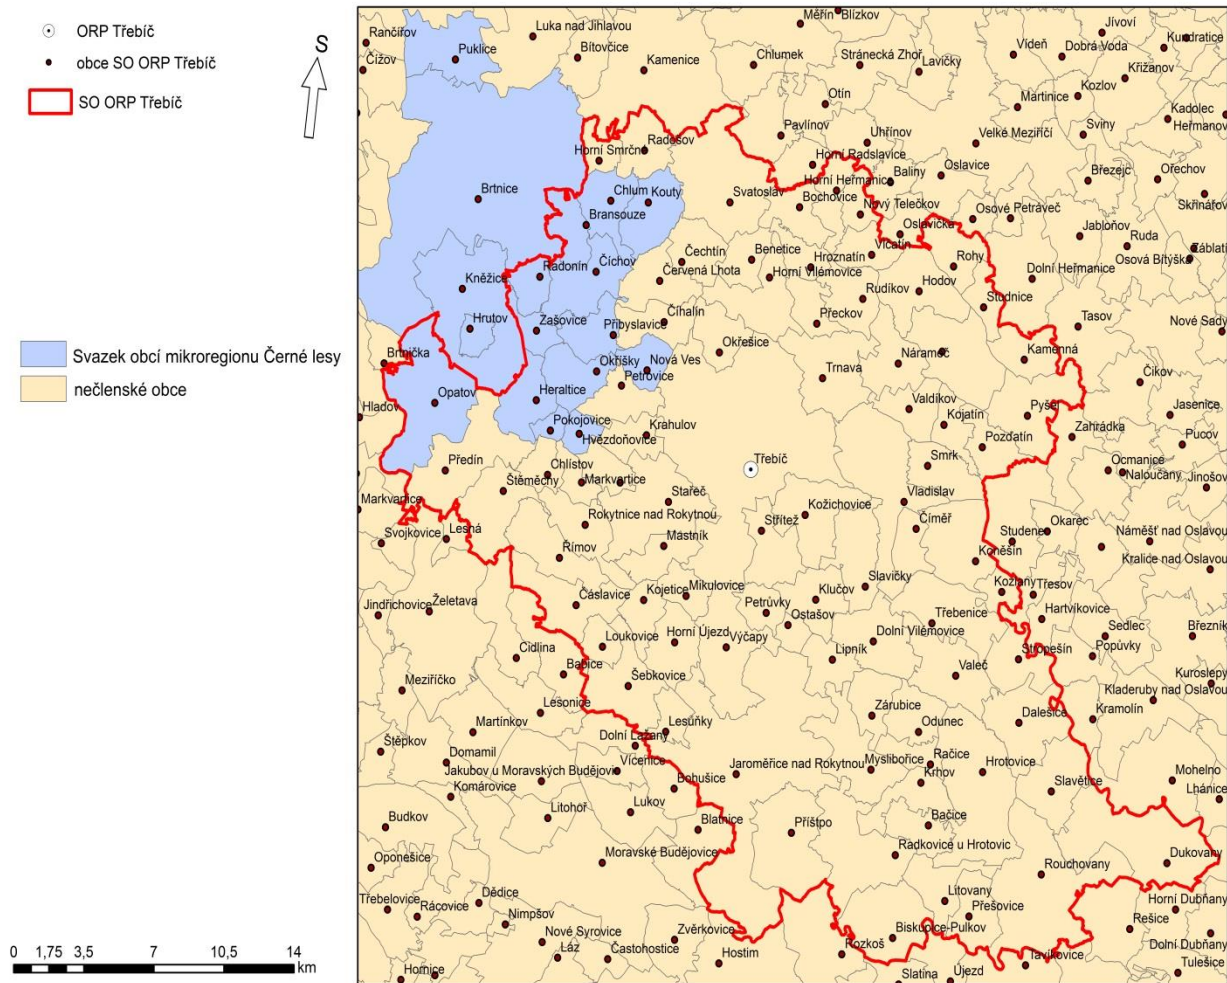 ORP Třebíč
obce SO ORP Třebíč
SO ORP Třebíč
S
Svazek obcí mikroregionu Černé lesy
nečlenské obce
0 1,75 3,5 7 10,5 14
km
Měřín Blízkov
Luka nad Jihlavou
Jívoví
Rančířov
Puklice
Bítovčice
Chlumek
Stránecká Zhoř
Vídeň
Dobrá Voda
Kundratice
Čížov
Kamenice
Lavičky
Křižanov
Otín
Martinice
Kozlov
Kadolec
Pavlínov
Uhřínov
Velké Meziříčí
Sviny
Heřmanov
Radešov
Horní Smrčné
Horní Radslavice
Oslavice
Březejc
Ořechov
Brtnice
Chlum
Kouty
Svatoslav
Horní Heřmanice
Baliny
Skřinářov
Bransouze
Bochovice
Nový Telečkov
Osové
Petráveč
Oslavička
Jabloňov
Ruda
Záblatí
Čechtín
Benetice
Vlčatín
Osová Bítýška
Kněžice
Radonín
Číchov
Červená Lhota
Horní Vilémovice
Hroznatín
Rohy
Dolní Heřmanice
Rudíkov
Hodov
Studnice
Hrutov
Zašovice
Přibyslavice
Číhalín
Přeckov
Tasov
Nové Sady
Brtnička
Okříšky
Nová Ves
Okřešice
Nárameč
Kamenná
Opatov
Heraltice
Petrovice
Trnava
Číkov
Hladov
Pokojovice
Krahulov
Valdíkov
Kojatín
Pyšel
Jasenice
Hvězdoňovice
Pozďatín
Zahrádka
Pucov
Předín
Chlístov
Třebíč
Smrk
Ocmanice
Naloučany
Jinošov
Štěměchy
Markvartice
Stařeč
Vladislav
Markvartice
Rokytnice nad Rokytnou
Kožichovice
Svojkovice
Lesná
Mastník
Střítež
Číměř
Studenec
Okarec
Náměšť nad Oslavou
Římov
Koněšín
Kralice nad Oslavou
Jindřichovice
Želetava
Čáslavice
Kojetice
Mikulovice
Petrůvky
Klučov
Slavičky
Kozlany
Třesov
Ostašov
Třebenice
Hartvíkovice
Sedlec
Březník
Cidlina
Loukovice
Horní Újezd
Výčapy
Lipník
Dolní Vilémovice
Stropešín
Popůvky
Babice
Valeč
Meziříčko
Šebkovice
Kladeruby nad Oslavou
Kuroslepy
Lesonice
Zárubice
Dalešice
Kramolín
Martínkov
Lesůňky
Odunec
Štěpkov
Domamil
Dolní Lažany
Vícenice
Jaroměřice nad Rokytnou
Myslibořice
Račice
Jakubov u Moravských Budějovic
Bohušice
Krhov
Hrotovice
Mohelno
Komárovice
Slavětice
Lhánice
Budkov
Litohoř
Lukov
Blatnice
Příštpo
Bačice
Oponešice
Moravské Budějovice
Radkovice u Hrotovic
Rouchovany
Dukovany
Třebelovice
Rácovice
Dědice
Litovany
Horní Dubňany
Nimpšov
Přešovice
Rešice
Nové Syrovice
Zvěrkovice
Biskupice-Pulkov
Dolní Dubňany
Láz
Častohostice
Hostim
Rozkoš
Tavíkovice
Hornice
Slatina
Újezd
Tulešice